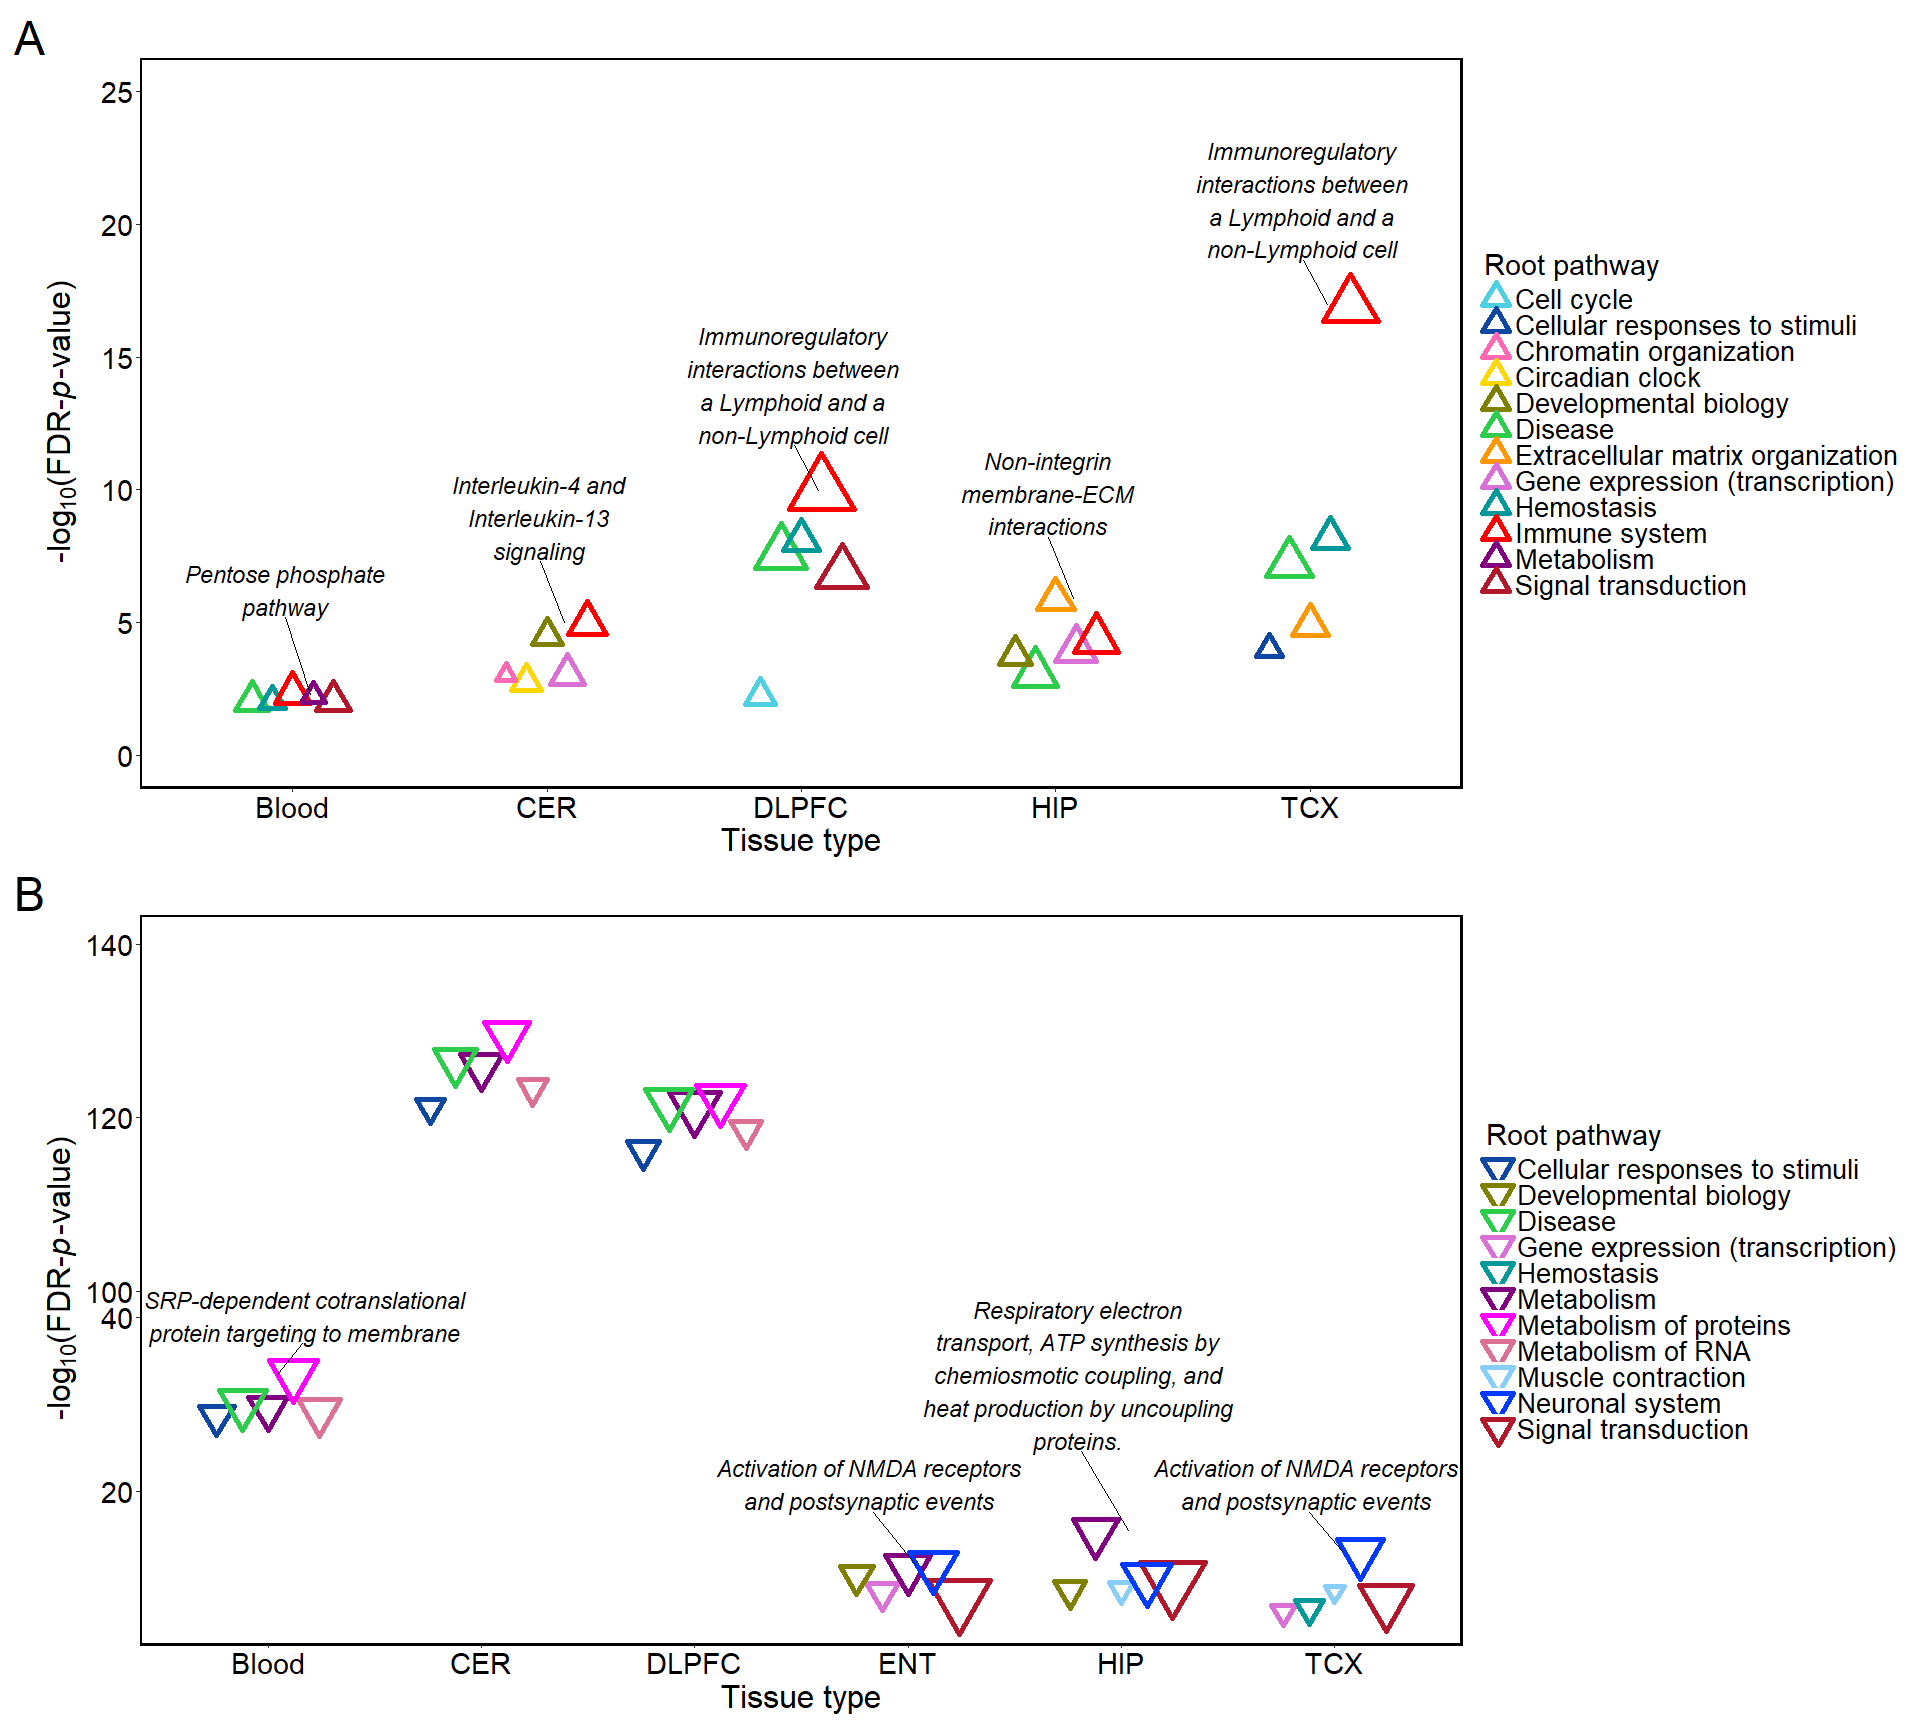 A
25
20
15
10
5
0
-log10(FDR-p-value)
Pentose phosphate
pathway
Interleukin-4 and
Interleukin-13
signaling
Immunoregulatory
interactions between
a Lymphoid and a
non-Lymphoid cell
Non-integrin
membrane-ECM
interactions
Immunoregulatory
interactions between
a Lymphoid and a
non-Lymphoid cell
Blood CER DLPFC HIP TCX
Tissue type
Root pathway
Cell cycle
Cellular responses to stimuli
Chromatin organization
Circadian clock
Developmental biology
Disease
Extracellular matrix organization
Gene expression (transcription)
Hemostasis
Immune system
Metabolism
Signal transduction
B
140
120
100
40
20
-log10(FDR-p-value)
SRP-dependent cotranslational
protein targeting to membrane
Activation of NMDA receptors
and postsynaptic events
Respiratory electron
transport, ATP synthesis by
chemiosmotic coupling, and
heat production by uncoupling
proteins.
Activation of NMDA receptors
and postsynaptic events
Blood CER DLPFC ENT HIP TCX
Tissue type
Root pathway
Cellular responses to stimuli
Developmental biology
Disease
Gene expression (transcription)
Hemostasis
Metabolism
Metabolism of proteins
Metabolism of RNA
Muscle contraction
Neuronal system
Signal transduction